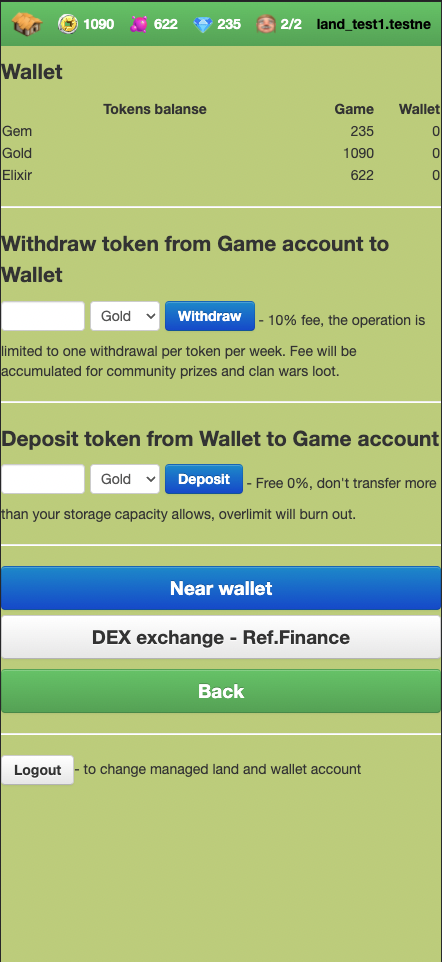 1090 622 235 2/2 land_test1.testne
Wallet
Tokens balanse Game Wallet
Gem 235 0
Gold 1090 0
Elixir 622 0
Withdraw token from Game account to
Wallet
Gold Withdraw - 10% fee, the operation is
limited to one withdrawal per token per week. Fee will be
accumulated for community prizes and clan wars loot.
Deposit token from Wallet to Game account
Gold Deposit - Free 0%, don't transfer more
than your storage capacity allows, overlimit will burn out.
Near wallet
DEX exchange - Ref.Finance
Back
Logout - to change managed land and wallet account